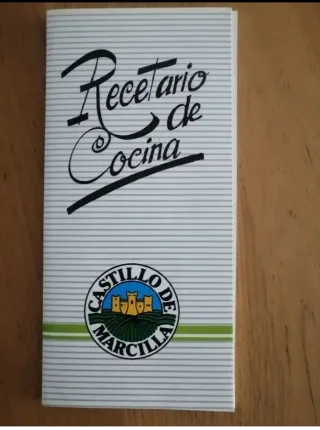 Recetario
de
Cocina
CASTILLO DE
MARCILLA